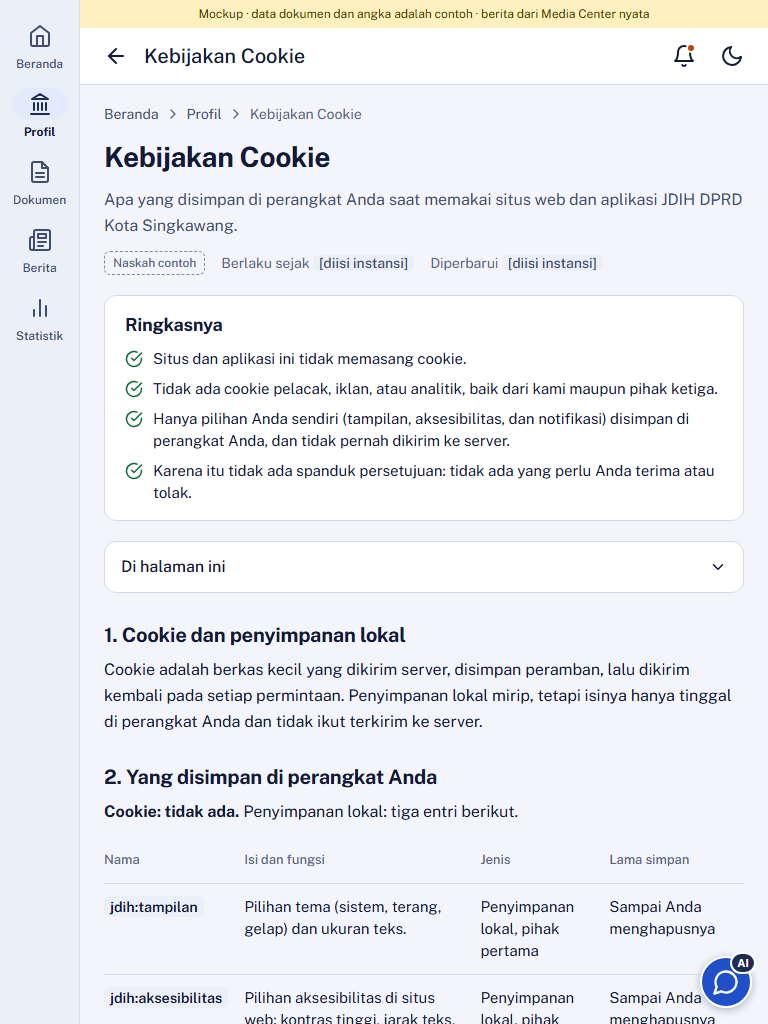 Mockup · data dokumen dan angka adalah contoh · berita dari Media Center nyata
Beranda
Profil
Dokumen
Berita
Statistik
Kebijakan Cookie
Beranda > Profil > Kebijakan Cookie
Kebijakan Cookie
Apa yang disimpan di perangkat Anda saat memakai situs web dan aplikasi JDIH DPRD
Kota Singkawang.
Naskah contoh Berlaku sejak [diisi instansi] Diperbarui [diisi instansi]
Ringkasnya
Situs dan aplikasi ini tidak memasang cookie.
Tidak ada cookie pelacak, iklan, atau analitik, baik dari kami maupun pihak ketiga.
Hanya pilihan Anda sendiri (tampilan, aksesibilitas, dan notifikasi) disimpan di
perangkat Anda, dan tidak pernah dikirim ke server.
Karena itu tidak ada spanduk persetujuan: tidak ada yang perlu Anda terima atau
tolak.
Di halaman ini
1. Cookie dan penyimpanan lokal
Cookie adalah berkas kecil yang dikirim server, disimpan peramban, lalu dikirim
kembali pada setiap permintaan. Penyimpanan lokal mirip, tetapi isinya hanya tinggal
di perangkat Anda dan tidak ikut terkirim ke server.
2. Yang disimpan di perangkat Anda
Cookie: tidak ada. Penyimpanan lokal: tiga entri berikut.
Nama Isi dan fungsi Jenis Lama simpan
jdih:tampilan Pilihan tema (sistem, terang, Penyimpanan Sampai Anda
gelap) dan ukuran teks. lokal, pihak menghapusnya
pertama
AI
jdih:aksesibilitas Pilihan aksesibilitas di situs Penyimpanan Sampai Anda
web: kontras tinggi, jarak teks, lokal, pihak menghapusnya